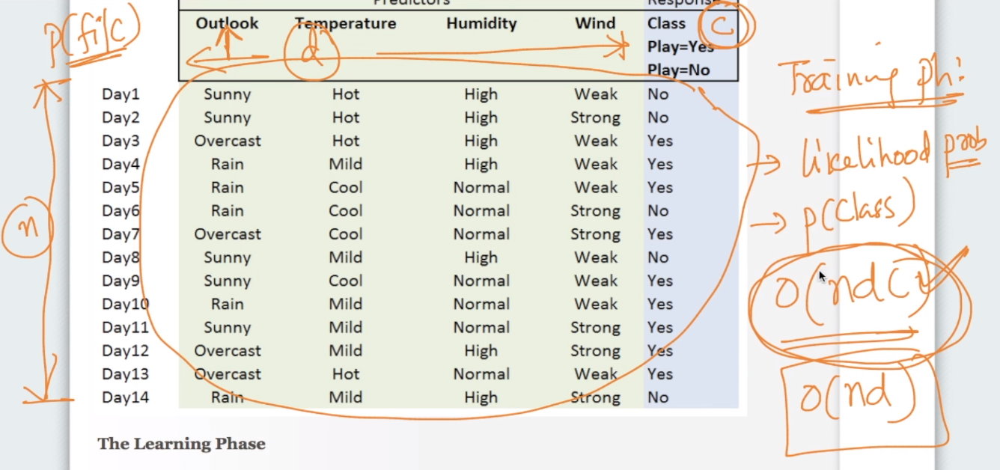 Predictors Response
Outlook Temperature Humidity Wind Class
Play=Yes
Play=No
Day1 Sunny Hot High Weak No
Day2 Sunny Hot High Strong No
Day3 Overcast Hot High Weak Yes
Day4 Rain Mild High Weak Yes
Day5 Rain Cool Normal Weak Yes
Day6 Rain Cool Normal Strong No
Day7 Overcast Cool Normal Strong Yes
Day8 Sunny Mild High Weak No
Day9 Sunny Cool Normal Weak Yes
Day10 Rain Mild Normal Weak Yes
Day11 Sunny Mild Normal Strong Yes
Day12 Overcast Mild High Strong Yes
Day13 Overcast Hot Normal Weak Yes
Day14 Rain Mild High Strong No
The Learning Phase
P(fi/c)
d
C
n
Training Ph:
→ likelihood prob
→ P(Class)
O(ndC)
O(nd)